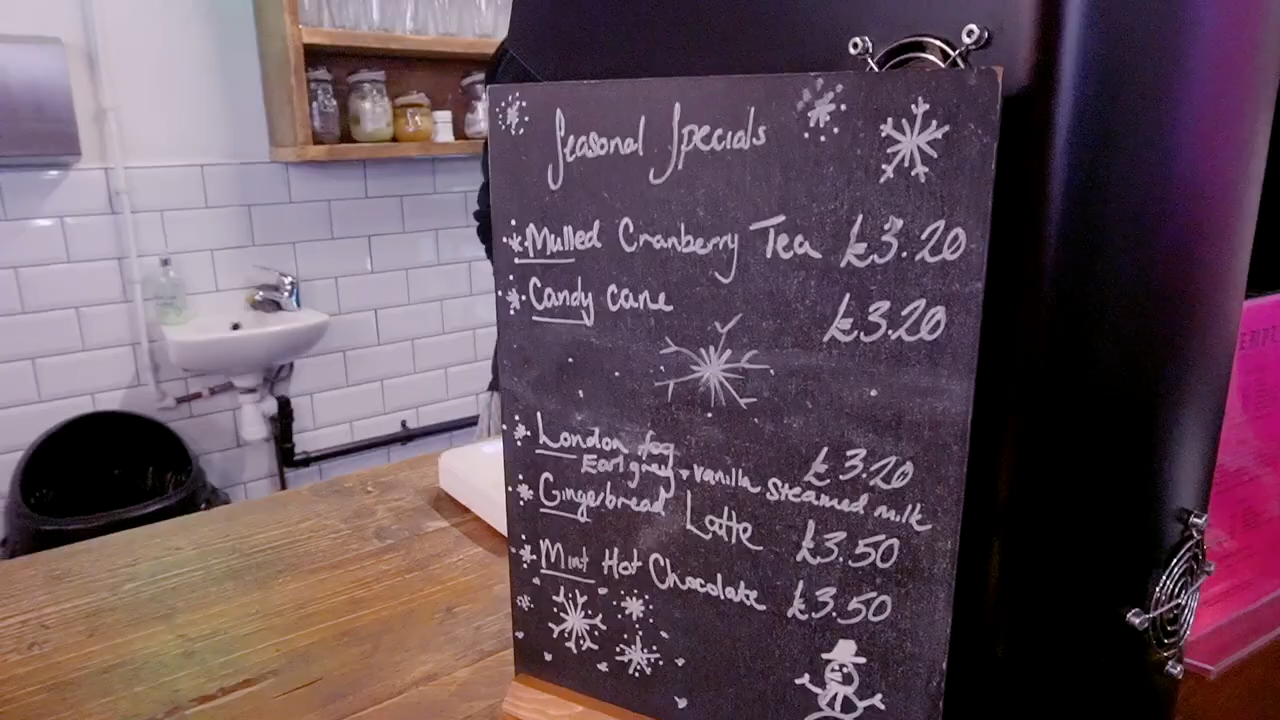 Seasonal Specials
Mulled Cranberry Tea £3.20
Candy cane £3.20
London fog £3.20
Earl grey + vanilla steamed milk
Gingerbread Latte £3.50
Mint Hot Chocolate £3.50